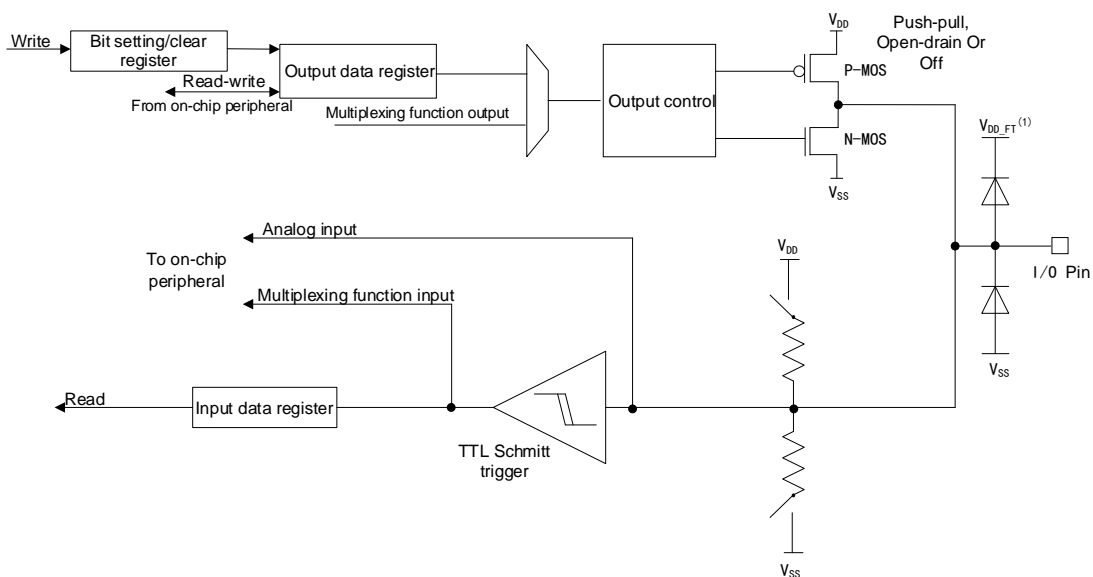 Write
Bit setting/clear
register
Output data register
Read-write
From on-chip peripheral
Multiplexing function output
Output control
V_DD
Push-pull,
Open-drain Or
Off
P-MOS
N-MOS
V_SS
V_DD_FT(1)
I/O Pin
V_SS
Analog input
To on-chip
peripheral
Multiplexing function input
V_DD
Read
Input data register
TTL Schmitt
trigger
V_SS